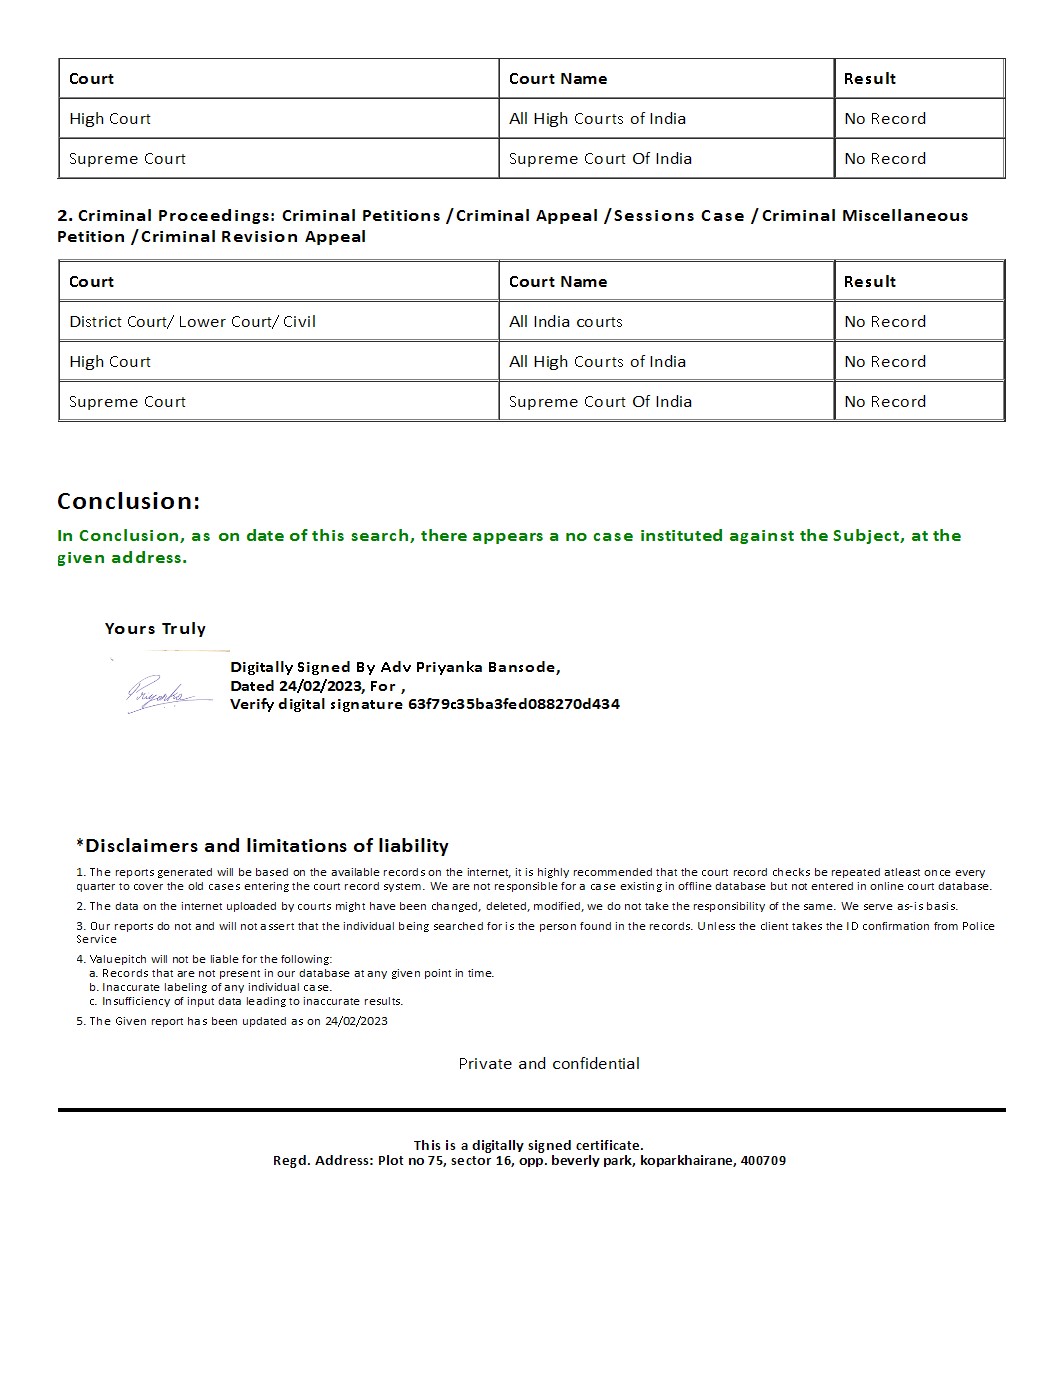 Court Court Name Result
High Court All High Courts of India No Record
Supreme Court Supreme Court Of India No Record
2. Criminal Proceedings: Criminal Petitions /Criminal Appeal /Sessions Case /Criminal Miscellaneous
Petition /Criminal Revision Appeal
Court Court Name Result
District Court/ Lower Court/ Civil All India courts No Record
High Court All High Courts of India No Record
Supreme Court Supreme Court Of India No Record
Conclusion:
In Conclusion, as on date of this search, there appears a no case instituted against the Subject, at the
given address.
Yours Truly
Priyanka
Digitally Signed By Adv Priyanka Bansode,
Dated 24/02/2023, For ,
Verify digital signature 63f79c35ba3fed088270d434
*Disclaimers and limitations of liability
1. The reports generated will be based on the available records on the internet, it is highly recommended that the court record checks be repeated atleast once every
quarter to cover the old cases entering the court record system. We are not responsible for a case existing in offline database but not entered in online court database.
2. The data on the internet uploaded by courts might have been changed, deleted, modified, we do not take the responsibility of the same. We serve as-is basis.
3. Our reports do not and will not assert that the individual being searched for is the person found in the records. Unless the client takes the ID confirmation from Police
Service
4. Valuepitch will not be liable for the following:
a. Records that are not present in our database at any given point in time.
b. Inaccurate labeling of any individual case.
c. Insufficiency of input data leading to inaccurate results.
5. The Given report has been updated as on 24/02/2023
Private and confidential
This is a digitally signed certificate.
Regd. Address: Plot no 75, sector 16, opp. beverly park, koparkhairane, 400709